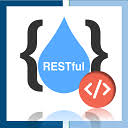 { RESTful }
</>